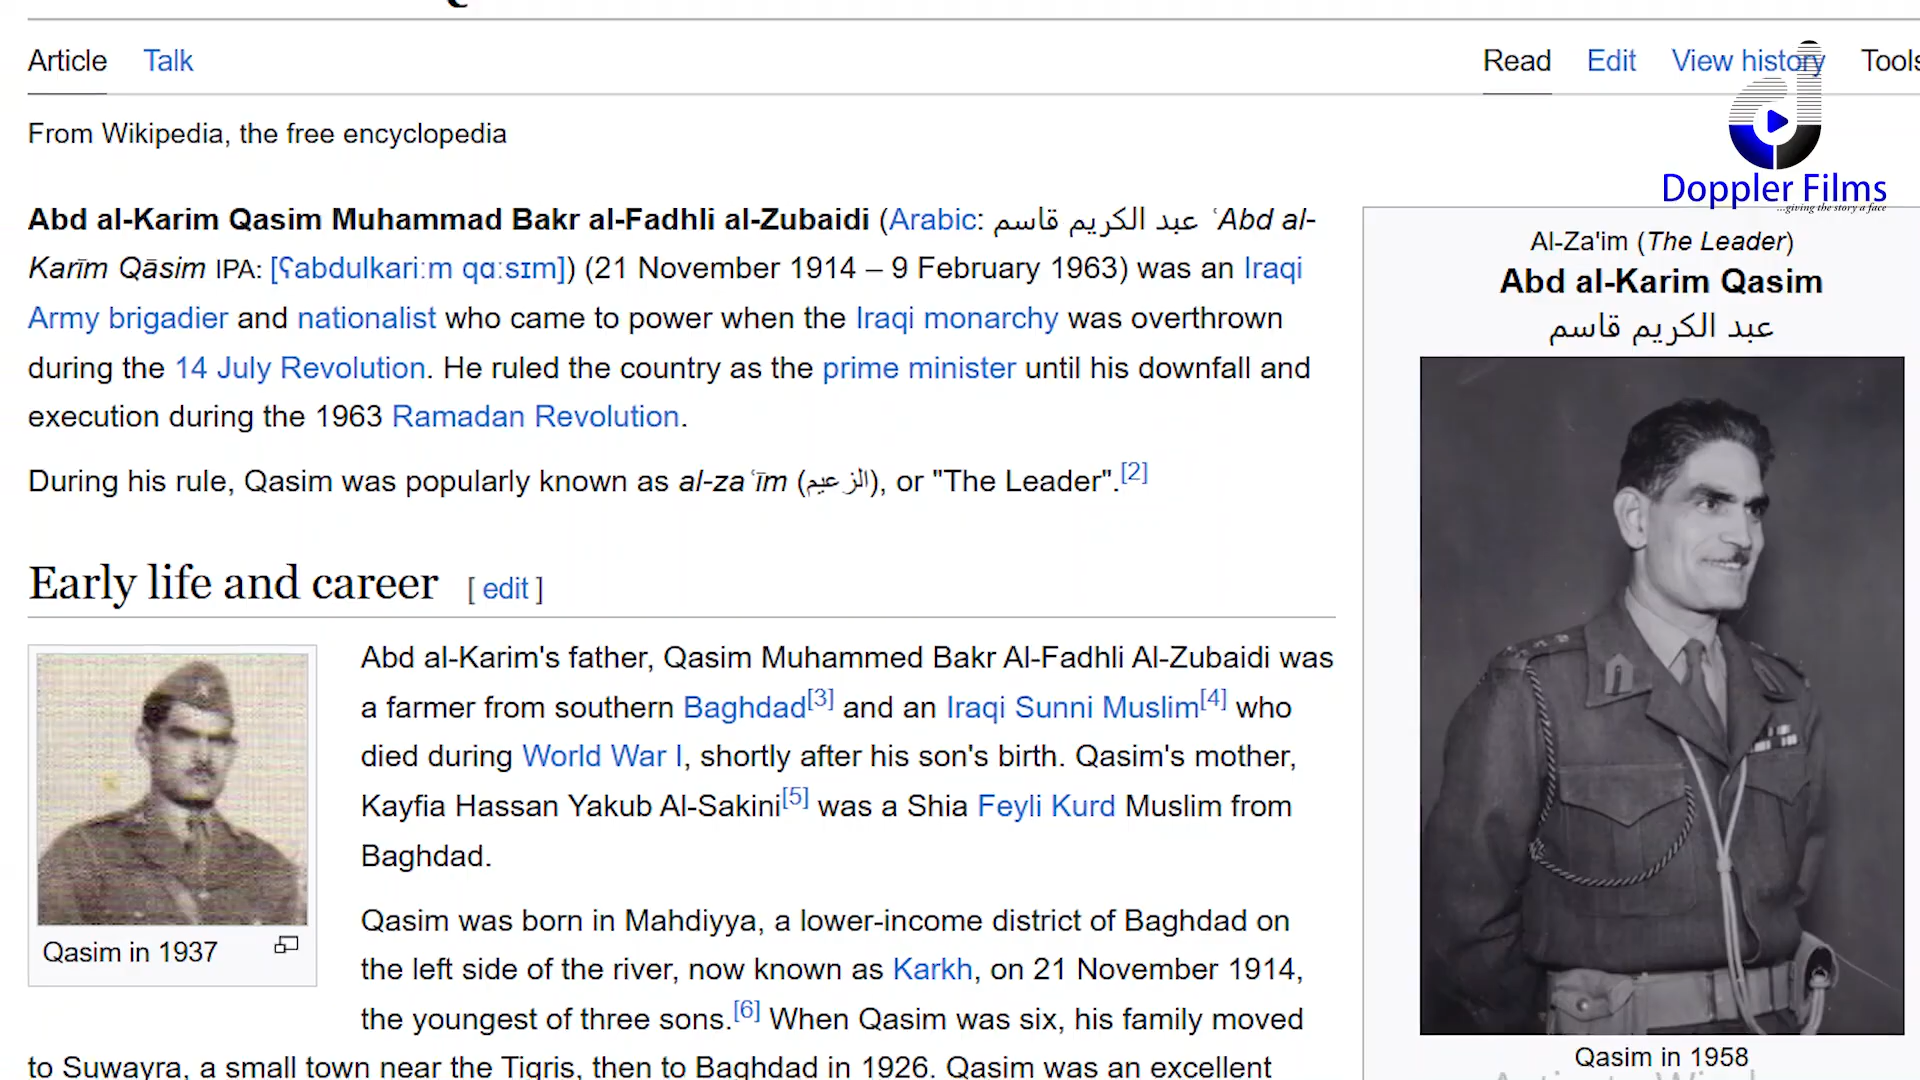 Article Talk Read Edit View history Tools
From Wikipedia, the free encyclopedia
Doppler Films
...giving the story a face
Abd al-Karim Qasim Muhammad Bakr al-Fadhli al-Zubaidi (Arabic: عبد الكريم قاسم ʿAbd al-
Karīm Qāsim IPA: [ʕabdulkariːm qɑːsɪm]) (21 November 1914 – 9 February 1963) was an Iraqi
Army brigadier and nationalist who came to power when the Iraqi monarchy was overthrown
during the 14 July Revolution. He ruled the country as the prime minister until his downfall and
execution during the 1963 Ramadan Revolution.
During his rule, Qasim was popularly known as al-zaʿīm (الزعيم), or "The Leader".[2]
Early life and career [ edit ]
Abd al-Karim's father, Qasim Muhammed Bakr Al-Fadhli Al-Zubaidi was
a farmer from southern Baghdad[3] and an Iraqi Sunni Muslim[4] who
died during World War I, shortly after his son's birth. Qasim's mother,
Kayfia Hassan Yakub Al-Sakini[5] was a Shia Feyli Kurd Muslim from
Baghdad.
Qasim in 1937
Qasim was born in Mahdiyya, a lower-income district of Baghdad on
the left side of the river, now known as Karkh, on 21 November 1914,
the youngest of three sons.[6] When Qasim was six, his family moved
to Suwayra, a small town near the Tigris, then to Baghdad in 1926. Qasim was an excellent
Al-Za'im (The Leader)
Abd al-Karim Qasim
عبد الكريم قاسم
Qasim in 1958